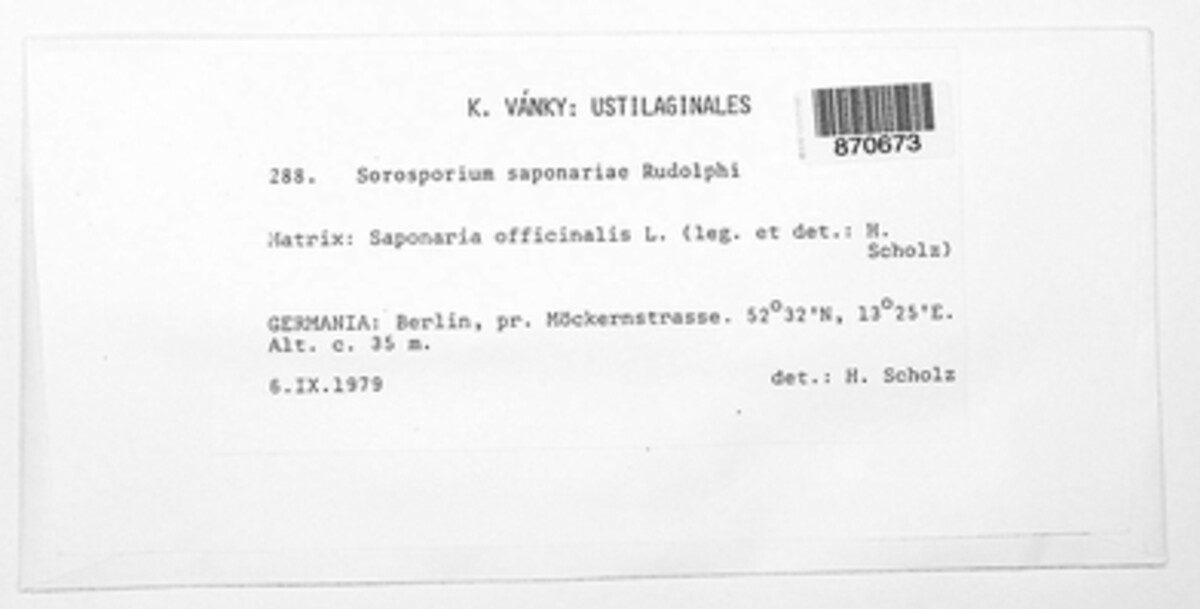 K. VÁNKY: USTILAGINALES
870673
288. Sorosporium saponariae Rudolphi
Matrix: Saponaria officinalis L. (leg. et det.: H.
Scholz)
GERMANIA: Berlin, pr. Möckernstrasse. 52°32'N, 13°25'E.
Alt. c. 35 m.
6.IX.1979
det.: H. Scholz